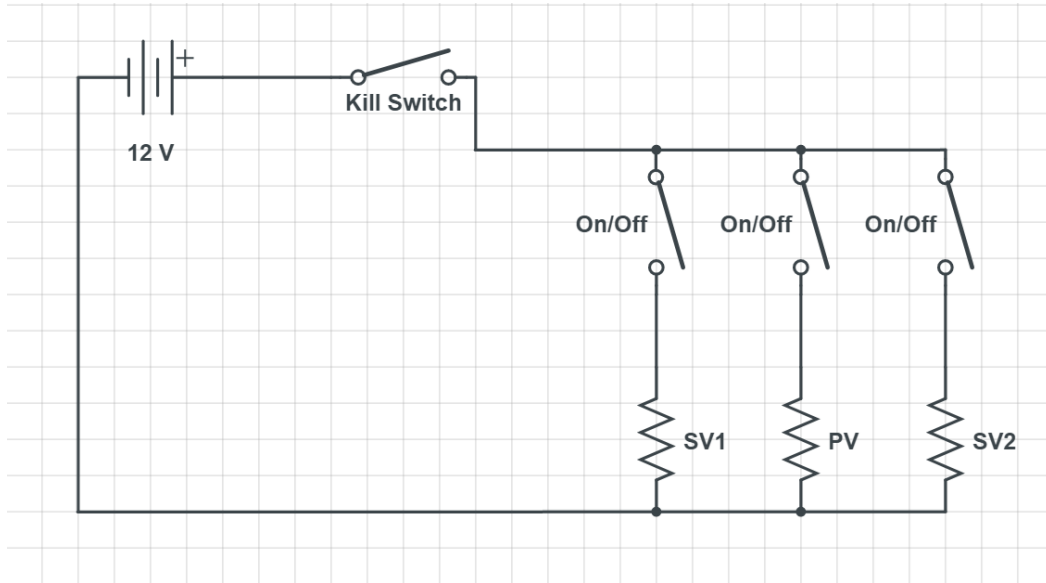 +
Kill Switch
12 V
On/Off
On/Off
On/Off
SV1
PV
SV2